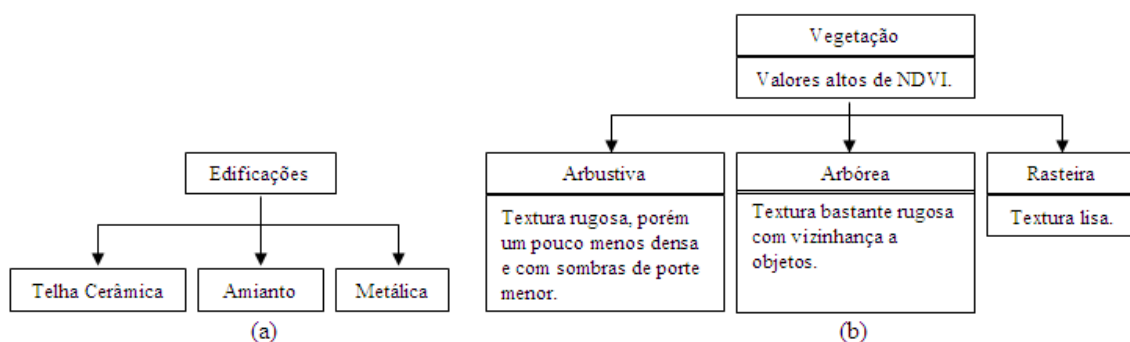 Edificações
Telha Cerâmica
Amianto
Metálica
(a)
Vegetação
Valores altos de NDVI.
Arbustiva
Textura rugosa, porém
um pouco menos densa
e com sombras de porte
menor.
Arbórea
Textura bastante rugosa
com vizinhança a
objetos.
Rasteira
Textura lisa.
(b)